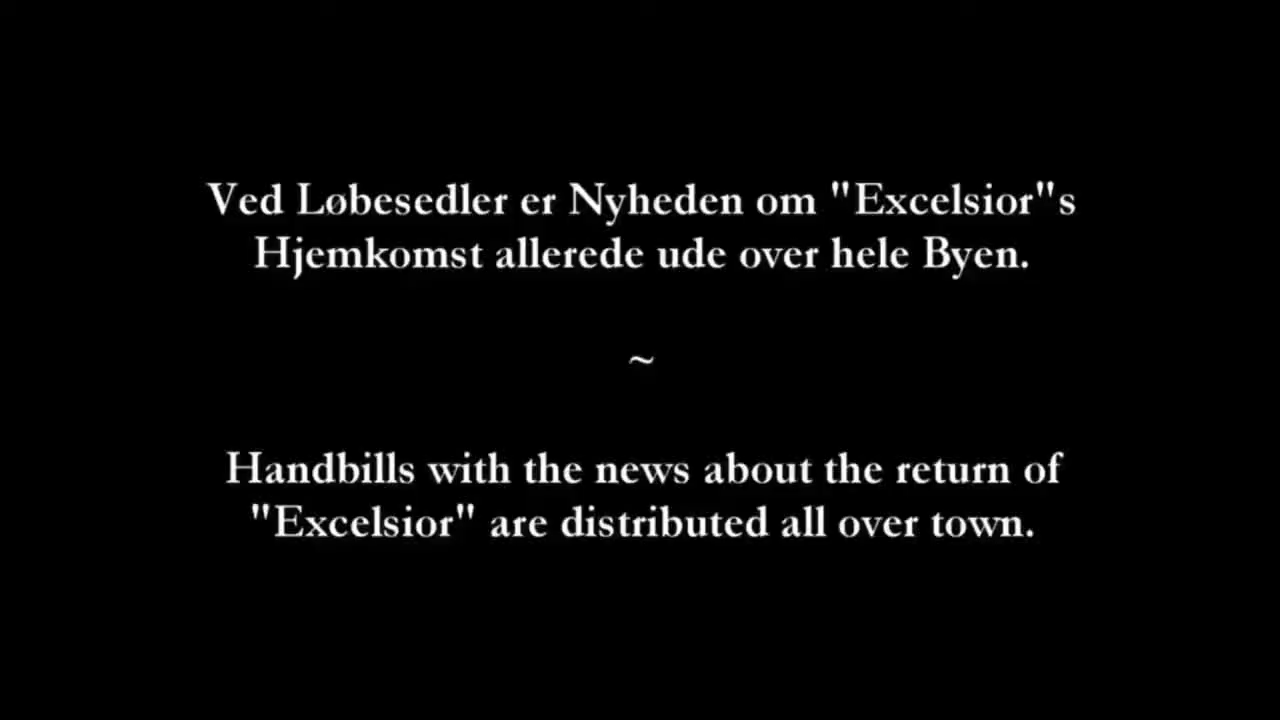 Ved Løbesedler er Nyheden om "Excelsior"s
Hjemkomst allerede ude over hele Byen.
~
Handbills with the news about the return of
"Excelsior" are distributed all over town.